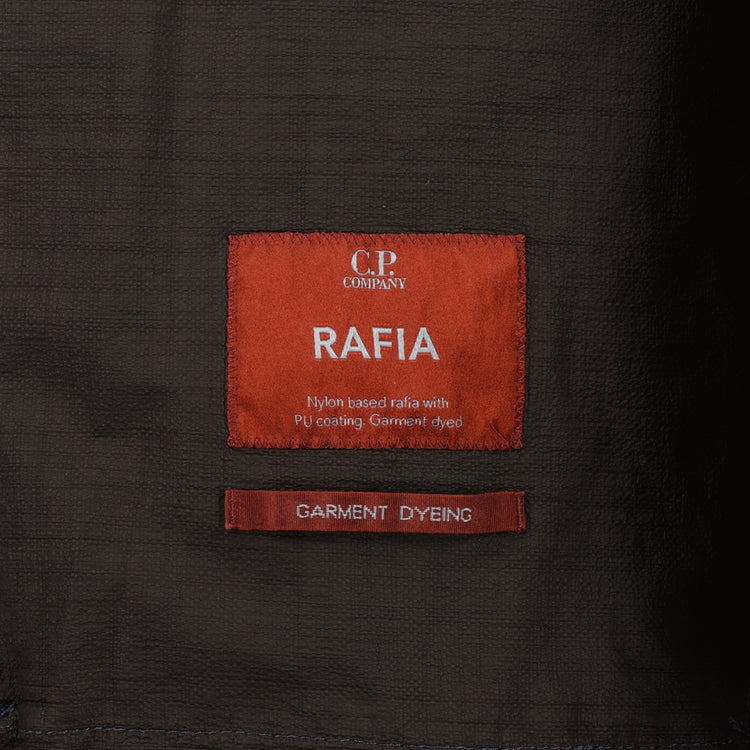 C.P.
COMPANY
RAFIA
Nylon based rafia with
PU coating. Garment dyed
GARMENT DYEING